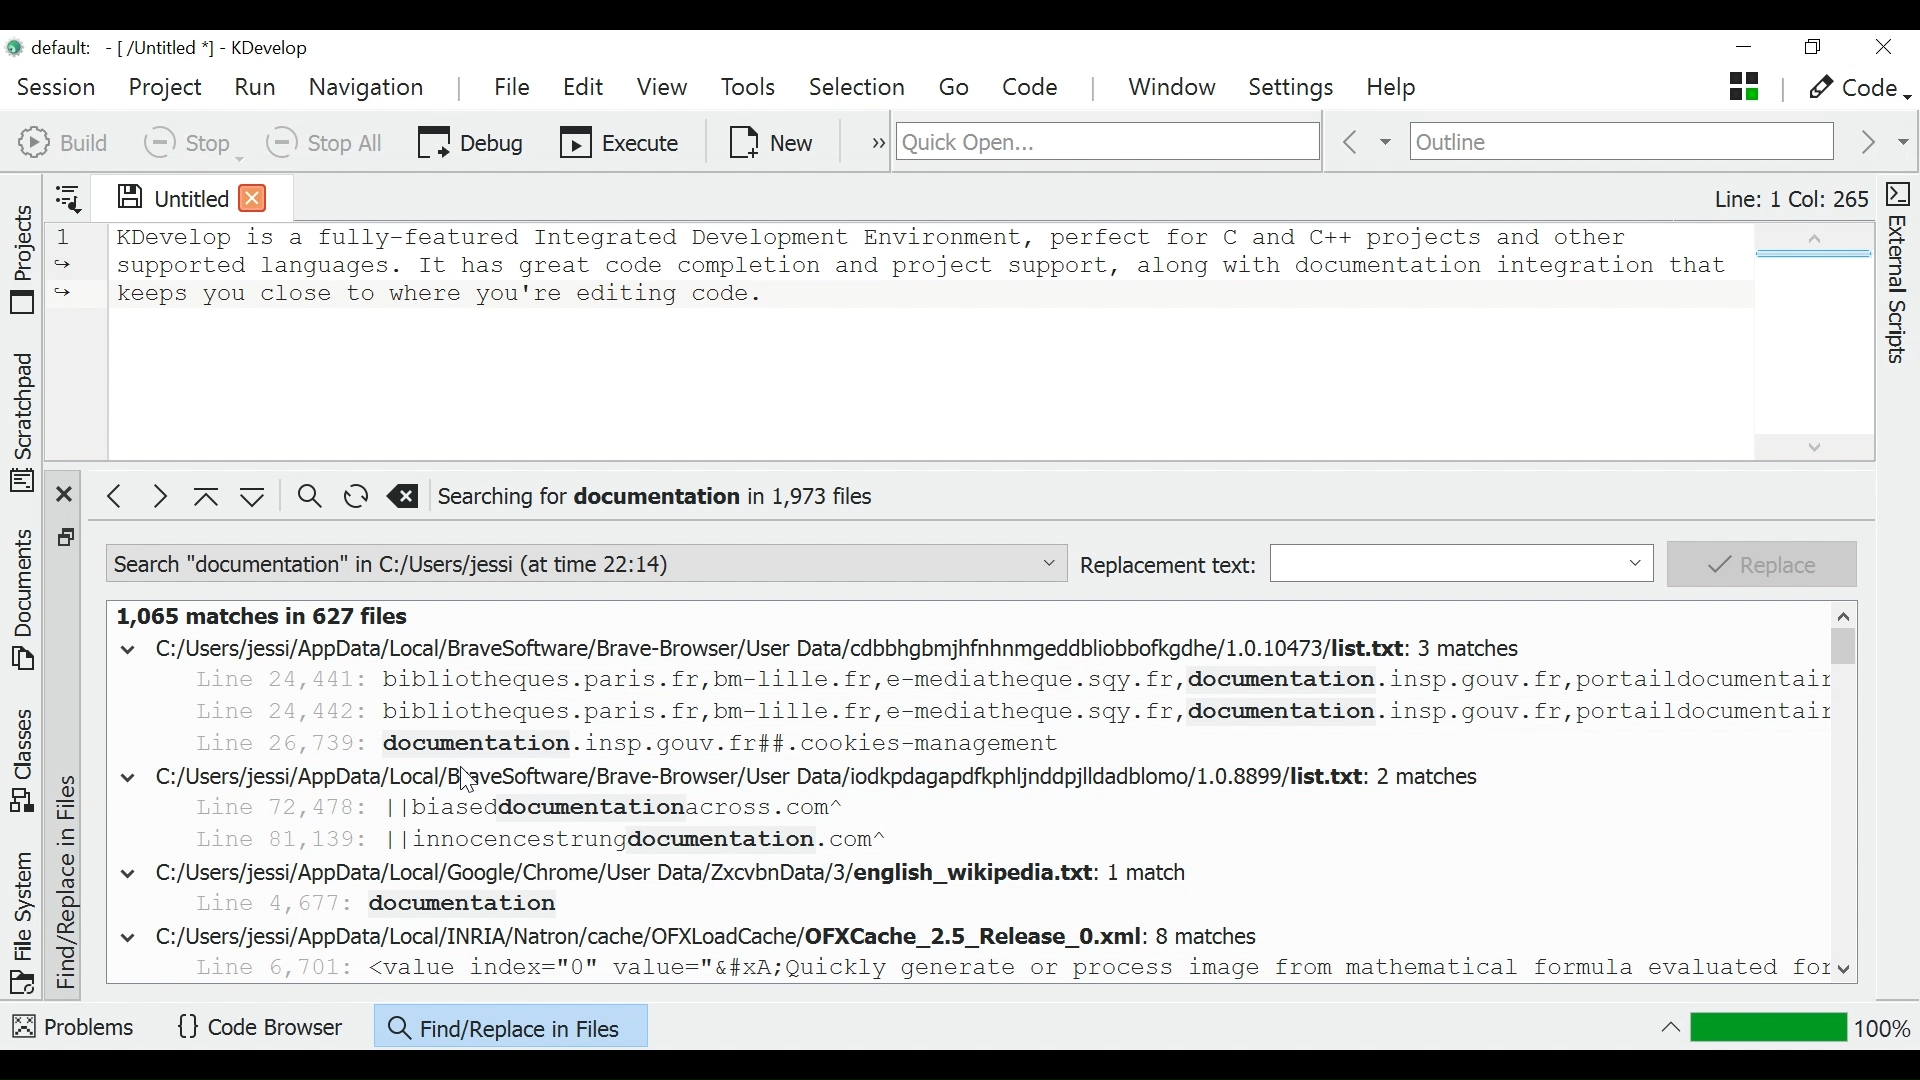 default:   - [ /Untitled *] - KDevelop
Session Project Run Navigation | File Edit View Tools Selection Go Code | Window Settings Help Code
Build Stop Stop All Debug Execute New » Quick Open... Outline
Untitled Line: 1 Col: 265
1 KDevelop is a fully-featured Integrated Development Environment, perfect for C and C++ projects and other
supported languages. It has great code completion and project support, along with documentation integration that
keeps you close to where you're editing code.
Projects
Scratchpad
Documents
Classes
File System
External Scripts
Find/Replace in Files
Searching for documentation in 1,973 files
Search "documentation" in C:/Users/jessi (at time 22:14) Replacement text: Replace
1,065 matches in 627 files
C:/Users/jessi/AppData/Local/BraveSoftware/Brave-Browser/User Data/cdbbhgbmjhfnhnmgeddbliobbofkgdhe/1.0.10473/list.txt: 3 matches
Line 24,441: bibliotheques.paris.fr,bm-lille.fr,e-mediatheque.sqy.fr,documentation.insp.gouv.fr,portaildocumentair
Line 24,442: bibliotheques.paris.fr,bm-lille.fr,e-mediatheque.sqy.fr,documentation.insp.gouv.fr,portaildocumentair
Line 26,739: documentation.insp.gouv.fr##.cookies-management
C:/Users/jessi/AppData/Local/BraveSoftware/Brave-Browser/User Data/iodkpdagapdfkphljnddpjlldadblomo/1.0.8899/list.txt: 2 matches
Line 72,478: ||biaseddocumentationacross.com^
Line 81,139: ||innocencestrungdocumentation.com^
C:/Users/jessi/AppData/Local/Google/Chrome/User Data/ZxcvbnData/3/english_wikipedia.txt: 1 match
Line 4,677: documentation
C:/Users/jessi/AppData/Local/INRIA/Natron/cache/OFXLoadCache/OFXCache_2.5_Release_0.xml: 8 matches
Line 6,701: <value index="0" value="&#xA;Quickly generate or process image from mathematical formula evaluated for
Problems {} Code Browser Find/Replace in Files 100%